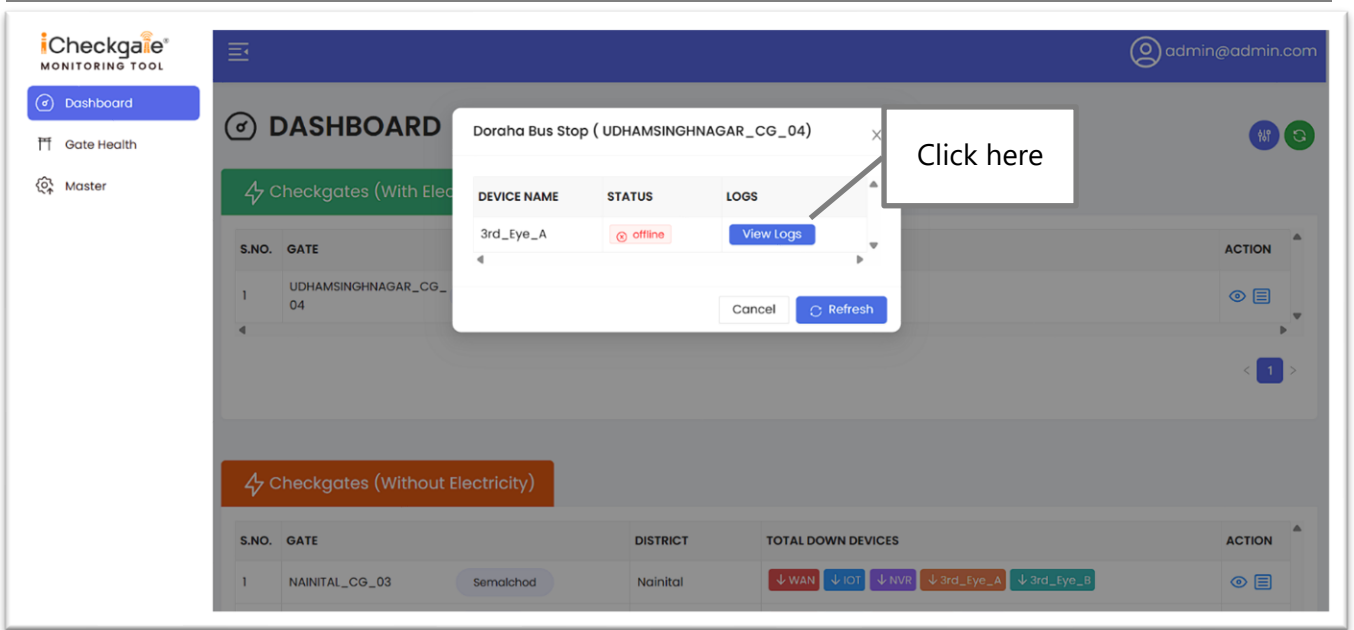 iCheckgate®
MONITORING TOOL
admin@admin.com
Dashboard
Gate Health
Master
DASHBOARD
Doraha Bus Stop ( UDHAMSINGHNAGAR_CG_04)
Click here
Checkgates (With Elec
DEVICE NAME STATUS LOGS
3rd_Eye_A offline View Logs
S.NO. GATE ACTION
1 UDHAMSINGHNAGAR_CG_
04
Cancel Refresh
< 1 >
Checkgates (Without Electricity)
S.NO. GATE DISTRICT TOTAL DOWN DEVICES ACTION
1 NAINITAL_CG_03 Semalchod Nainital ↓ WAN ↓ IOT ↓ NVR ↓ 3rd_Eye_A ↓ 3rd_Eye_B